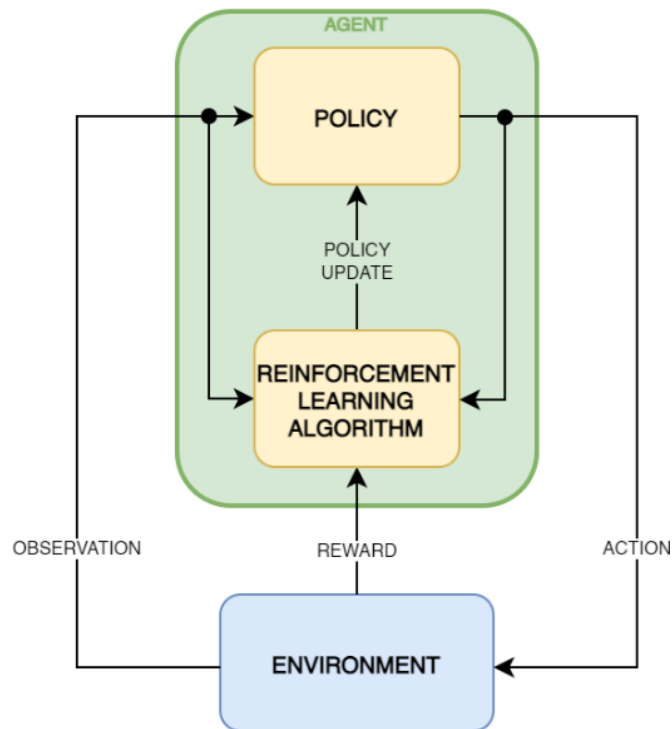 AGENT
POLICY
POLICY
UPDATE
REINFORCEMENT
LEARNING
ALGORITHM
OBSERVATION
REWARD
ACTION
ENVIRONMENT